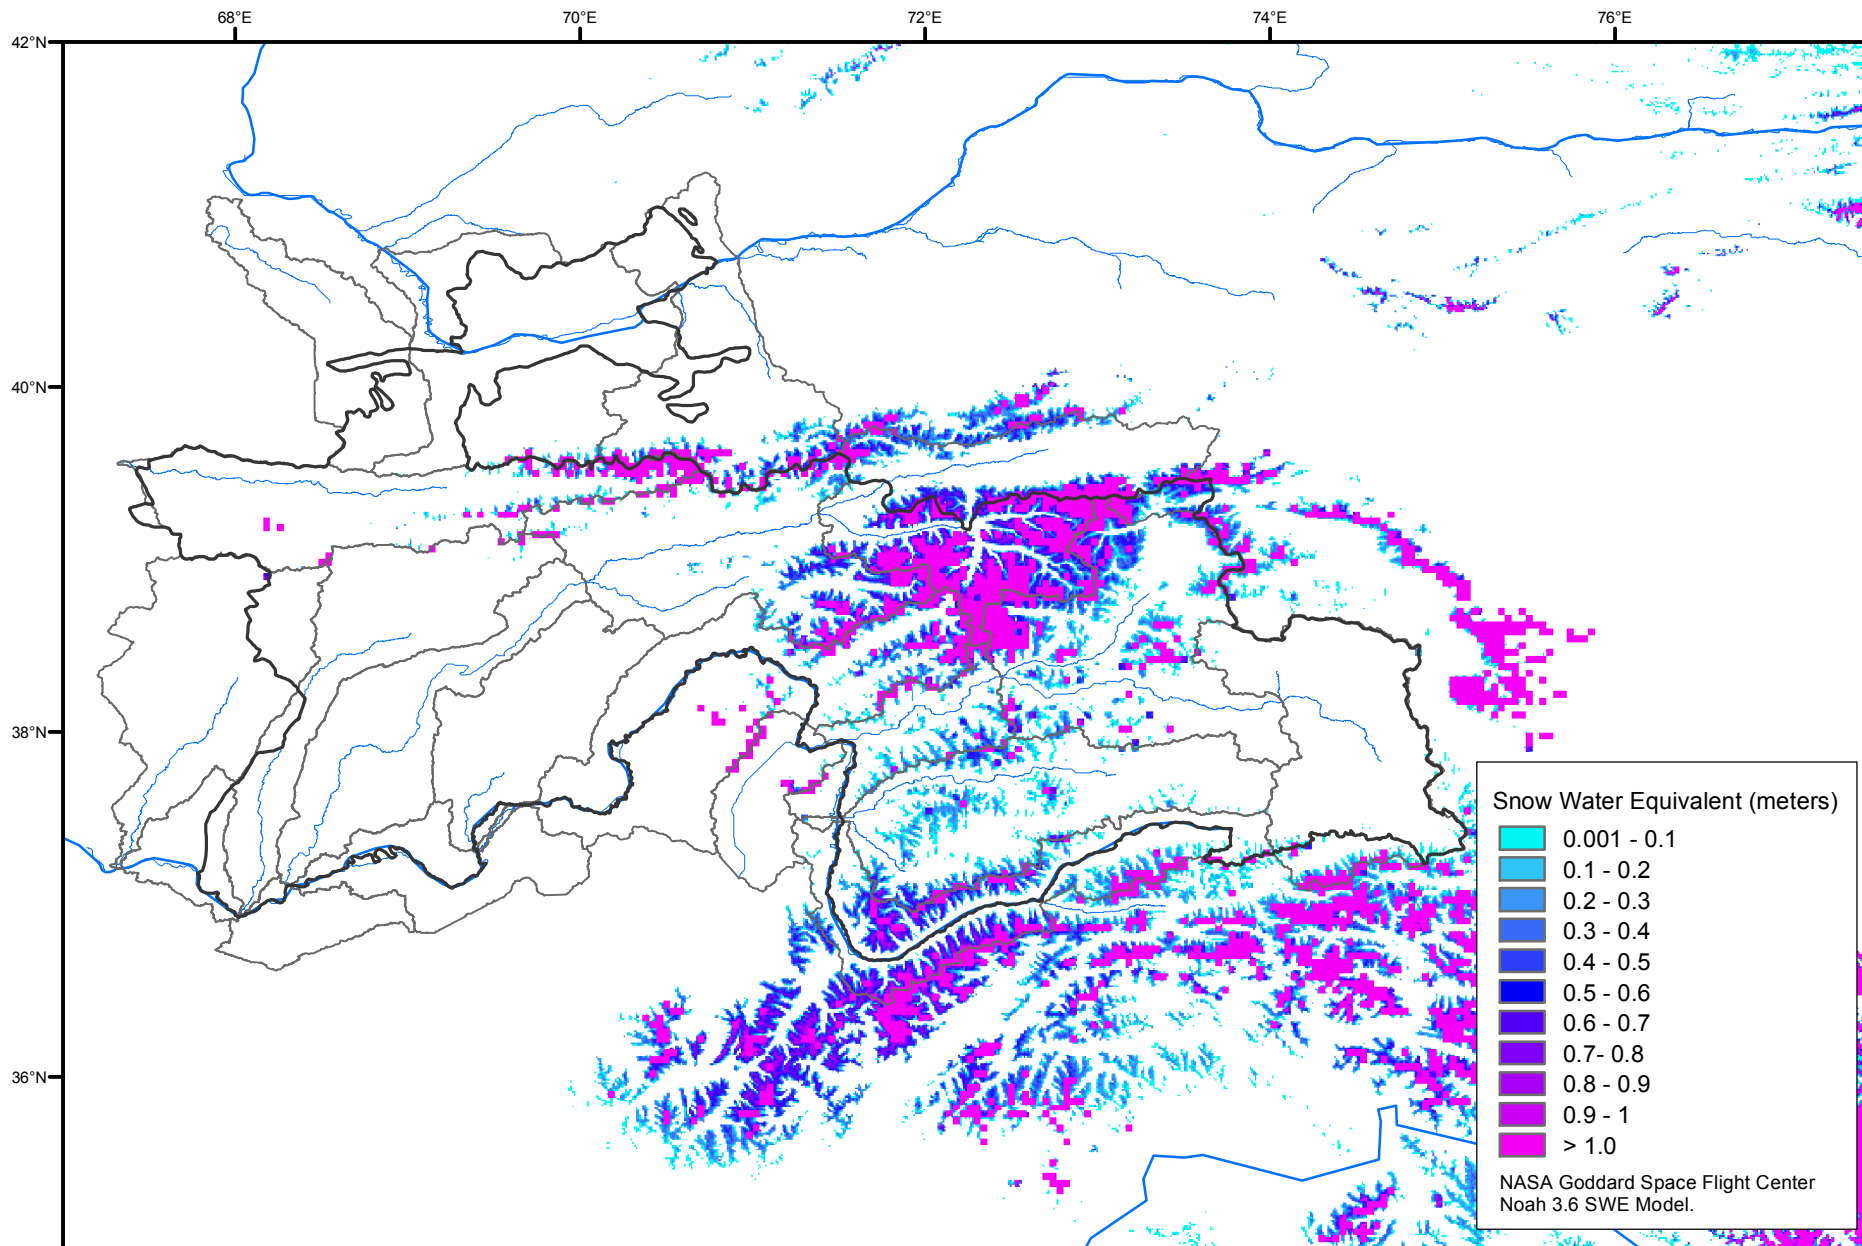 68°E
70°E
72°E
74°E
76°E
42°N
40°N
38°N
36°N
Snow Water Equivalent (meters)
0.001 - 0.1
0.1 - 0.2
0.2 - 0.3
0.3 - 0.4
0.4 - 0.5
0.5 - 0.6
0.6 - 0.7
0.7- 0.8
0.8 - 0.9
0.9 - 1
> 1.0
NASA Goddard Space Flight Center
Noah 3.6 SWE Model.